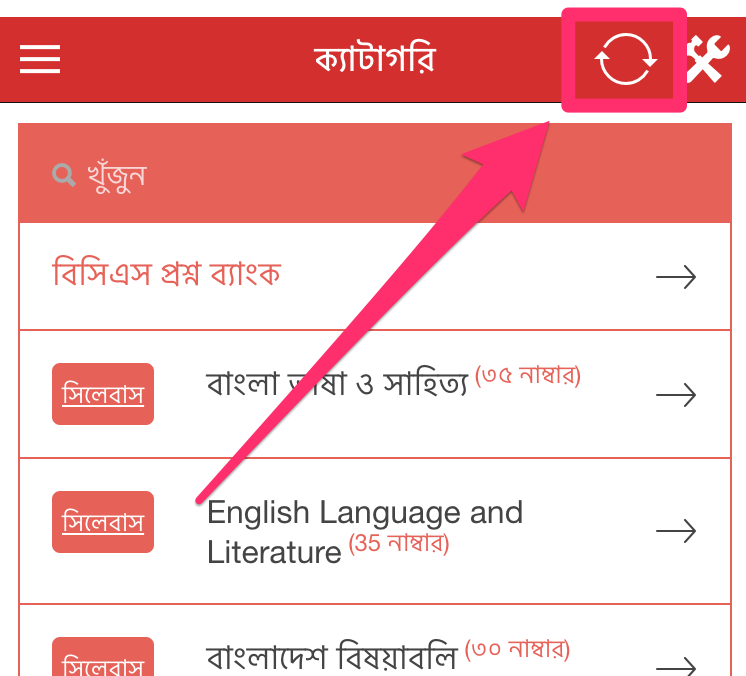 ক্যাটাগরি
খুঁজুন
বিসিএস প্রশ্ন ব্যাংক
সিলেবাস
বাংলা ভাষা ও সাহিত্য (৩৫ নাম্বার)
সিলেবাস
English Language and
Literature (35 নাম্বার)
সিলেবাস
বাংলাদেশ বিষয়াবলি (৩০ নাম্বার)